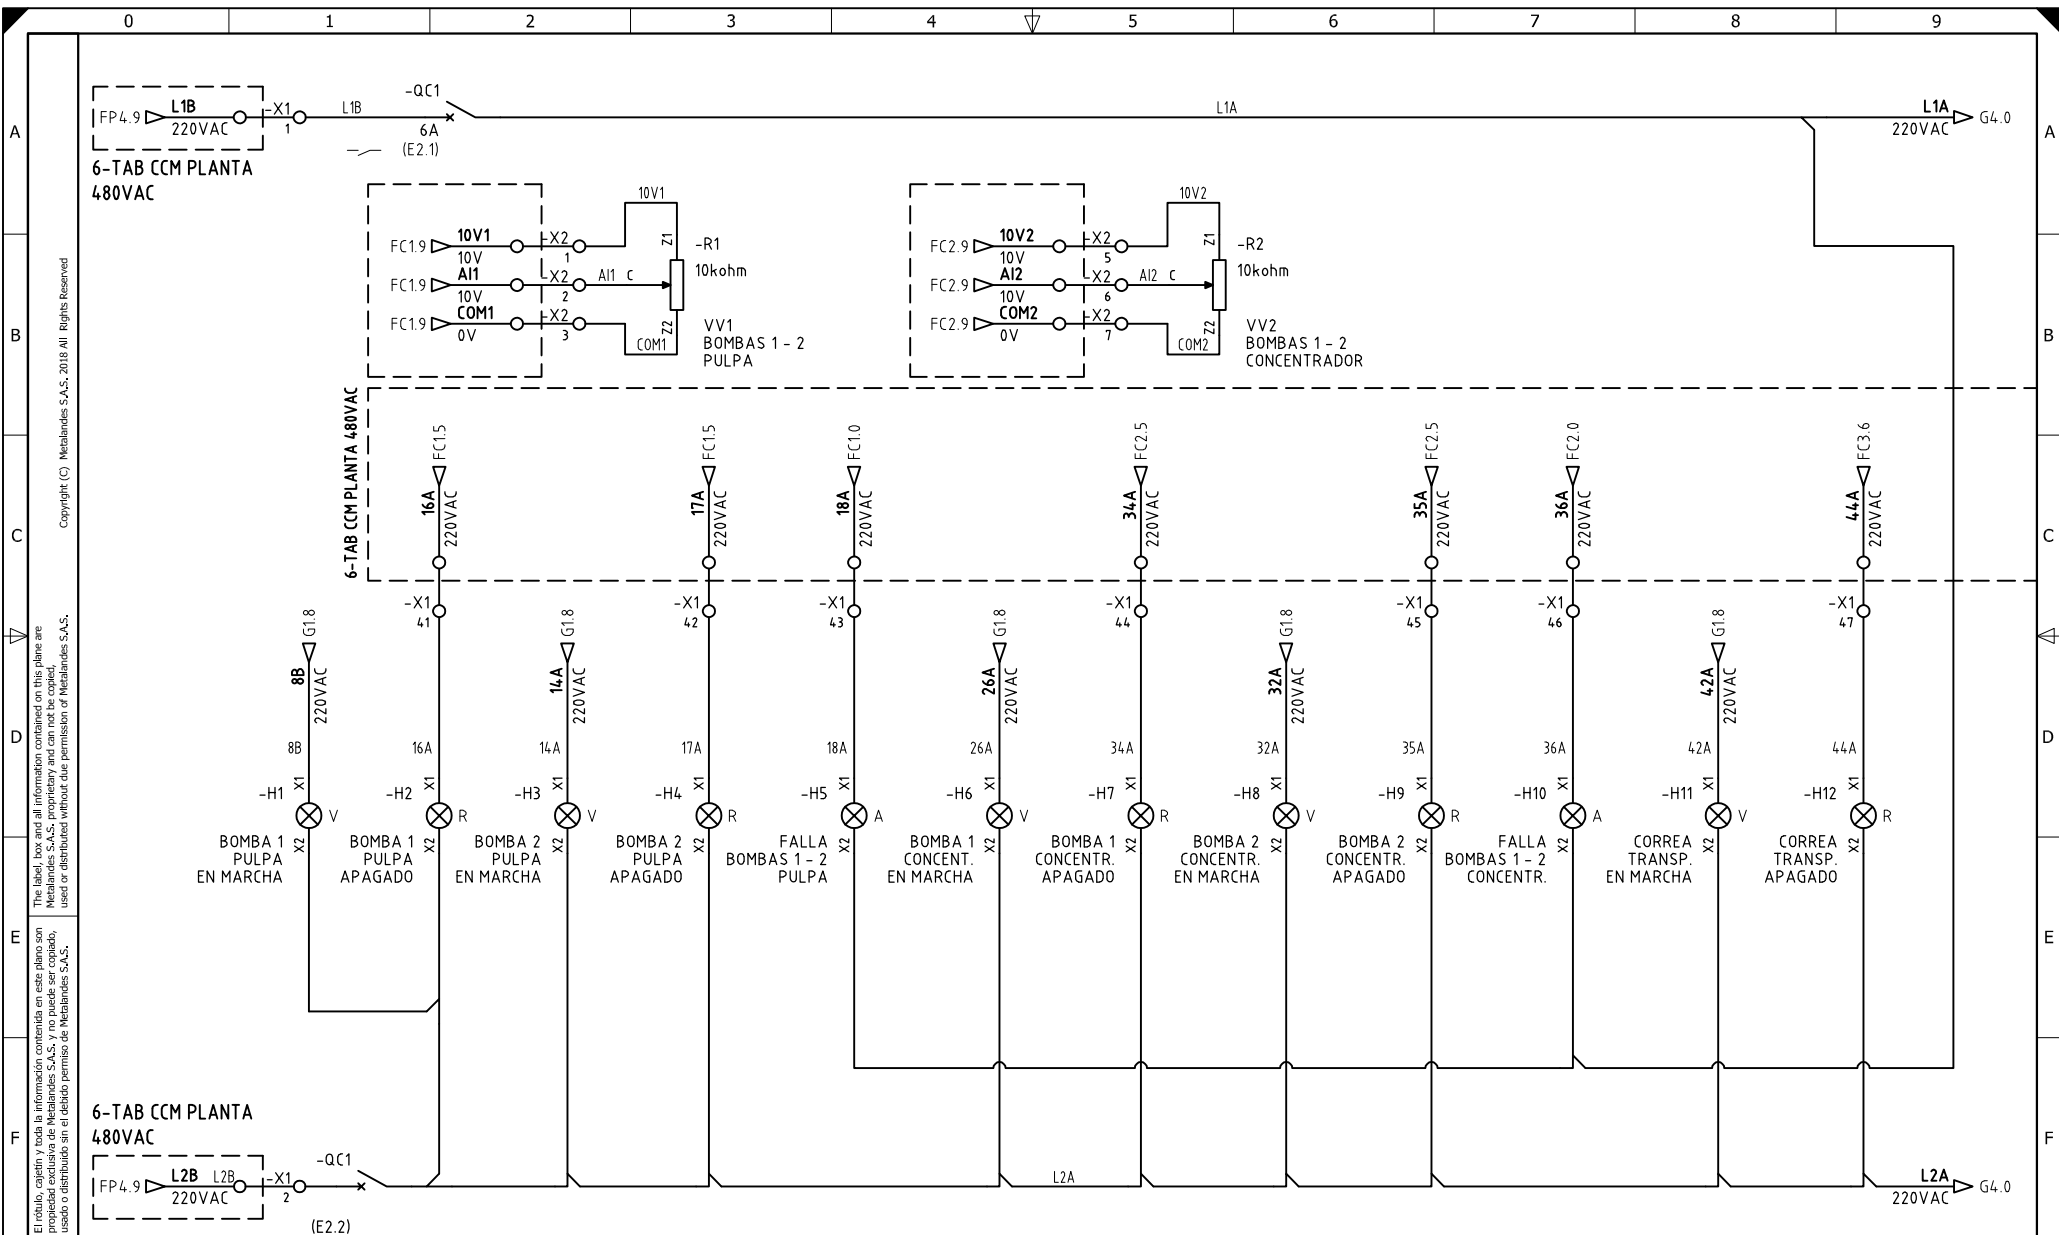 0 1 2 3 4 5 6 7 8 9
A
B
C
D
E
F
A
B
C
D
E
F
Copyright (C) Metalandes S.A.S. 2018 All Rights Reserved
The label, box and all information contained on this plane are
Metalandes S.A.S. proprietary and can not be copied,
used or distributed without due permission of Metalandes S.A.S.
El rótulo, cajetín y toda la información contenida en este plano son
propiedad exclusiva de Metalandes S.A.S. y no puede ser copiado,
usado o distribuido sin el debido permiso de Metalandes S.A.S.
FP4.9 L1B 220VAC -X1 1 L1B
-QC1 6A (E2.1)
L1A
L1A 220VAC G4.0
6-TAB CCM PLANTA
480VAC
FC1.9 10V1 10V -X2 1 10V1
FC1.9 AI1 10V -X2 2 AI1 C
FC1.9 COM1 0V -X2 3 COM1
Z1 Z2
-R1
10kohm
VV1
BOMBAS 1 - 2
PULPA
FC2.9 10V2 10V -X2 5 10V2
FC2.9 AI2 10V -X2 6 AI2 C
FC2.9 COM2 0V -X2 7 COM2
Z1 Z2
-R2
10kohm
VV2
BOMBAS 1 - 2
CONCENTRADOR
6-TAB CCM PLANTA 480VAC
FC1.5 16A 220VAC -X1 41
FC1.5 17A 220VAC -X1 42
FC1.0 18A 220VAC -X1 43
FC2.5 34A 220VAC -X1 44
FC2.5 35A 220VAC -X1 45
FC2.0 36A 220VAC -X1 46
FC3.6 44A 220VAC -X1 47
G1.8 8B 220VAC
G1.8 14A 220VAC
G1.8 26A 220VAC
G1.8 32A 220VAC
G1.8 42A 220VAC
8B X1 -H1 V X2
BOMBA 1
PULPA
EN MARCHA
16A X1 -H2 R X2
BOMBA 1
PULPA
APAGADO
14A X1 -H3 V X2
BOMBA 2
PULPA
EN MARCHA
17A X1 -H4 R X2
BOMBA 2
PULPA
APAGADO
18A X1 -H5 A X2
FALLA
BOMBAS 1 - 2
PULPA
26A X1 -H6 V X2
BOMBA 1
CONCENT.
EN MARCHA
34A X1 -H7 R X2
BOMBA 1
CONCENTR.
APAGADO
32A X1 -H8 V X2
BOMBA 2
CONCENTR.
EN MARCHA
35A X1 -H9 R X2
BOMBA 2
CONCENTR.
APAGADO
36A X1 -H10 A X2
FALLA
BOMBAS 1 - 2
CONCENTR.
42A X1 -H11 V X2
CORREA
TRANSP.
EN MARCHA
44A X1 -H12 R X2
CORREA
TRANSP.
APAGADO
6-TAB CCM PLANTA
480VAC
FP4.9 L2B 220VAC L2B -X1 2
-QC1
(E2.2)
L2A
L2A 220VAC G4.0